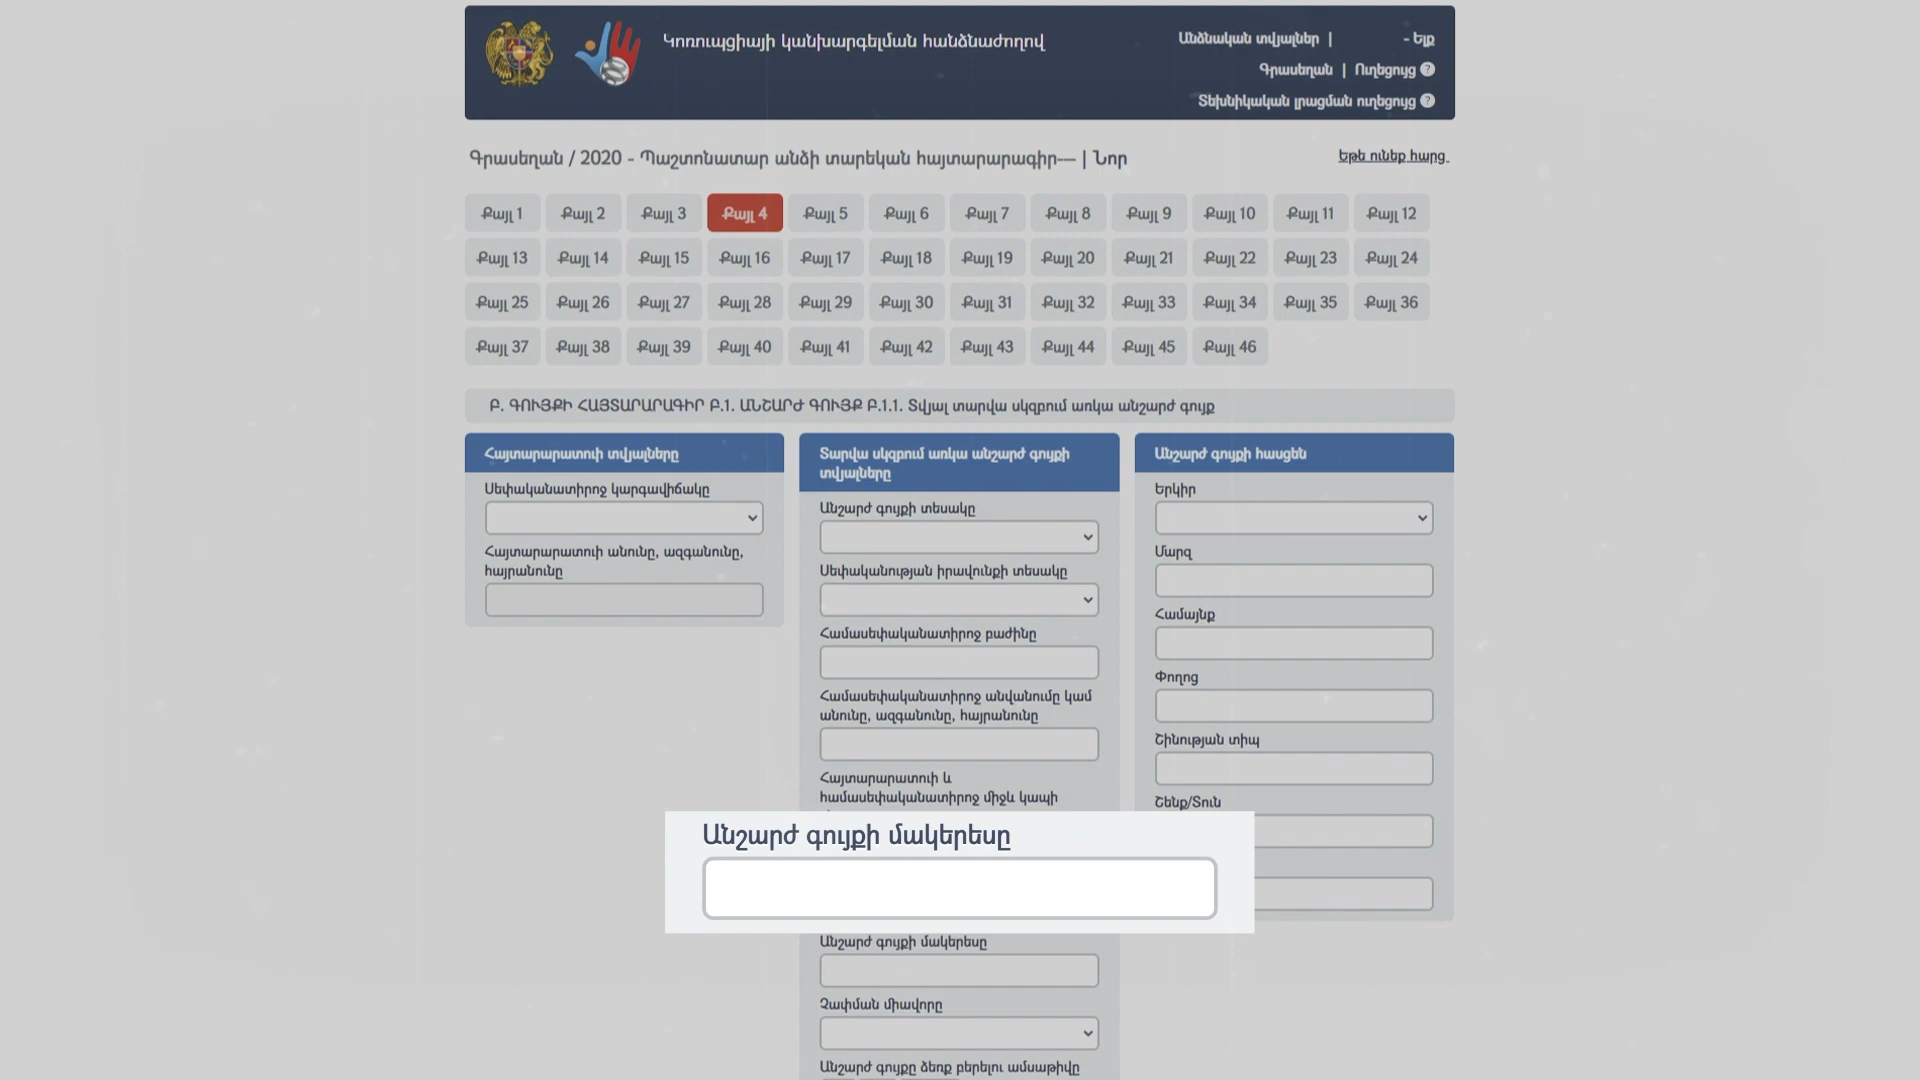 Կոռուպցիայի կանխարգելման հանձնաժողով
Անձնական տվյալներ | - Ելք
Գրասեղան | Ուղեցույց ?
Տեխնիկական լրացման ուղեցույց ?
Գրասեղան / 2020 - Պաշտոնատար անձի տարեկան հայտարարագիր--- | Նոր
Եթե ունեք հարց
Քայլ 1 Քայլ 2 Քայլ 3 Քայլ 4 Քայլ 5 Քայլ 6 Քայլ 7 Քայլ 8 Քայլ 9 Քայլ 10 Քայլ 11 Քայլ 12
Քայլ 13 Քայլ 14 Քայլ 15 Քայլ 16 Քայլ 17 Քայլ 18 Քայլ 19 Քայլ 20 Քայլ 21 Քայլ 22 Քայլ 23 Քայլ 24
Քայլ 25 Քայլ 26 Քայլ 27 Քայլ 28 Քայլ 29 Քայլ 30 Քայլ 31 Քայլ 32 Քայլ 33 Քայլ 34 Քայլ 35 Քայլ 36
Քայլ 37 Քայլ 38 Քայլ 39 Քայլ 40 Քայլ 41 Քայլ 42 Քայլ 43 Քայլ 44 Քայլ 45 Քայլ 46
Բ. ԳՈՒՅՔԻ ՀԱՅՏԱՐԱՐԱԳԻՐ Բ.1. ԱՆՇԱՐԺ ԳՈՒՅՔ Բ.1.1. Տվյալ տարվա սկզբում առկա անշարժ գույք
Հայտարարատուի տվյալները
Սեփականատիրոջ կարգավիճակը
Հայտարարատուի անունը, ազգանունը,
հայրանունը
Տարվա սկզբում առկա անշարժ գույքի
տվյալները
Անշարժ գույքի տեսակը
Սեփականության իրավունքի տեսակը
Համասեփականատիրոջ բաժինը
Համասեփականատիրոջ անվանումը կամ
անունը, ազգանունը, հայրանունը
Հայտարարատուի և
համասեփականատիրոջ միջև կապի
Անշարժ գույքի մակերեսը
Անշարժ գույքի մակերեսը
Չափման միավորը
Անշարժ գույքը ձեռք բերելու ամսաթիվը
Անշարժ գույքի հասցեն
Երկիր
Մարզ
Համայնք
Փողոց
Շինության տիպ
Շենք/Տուն